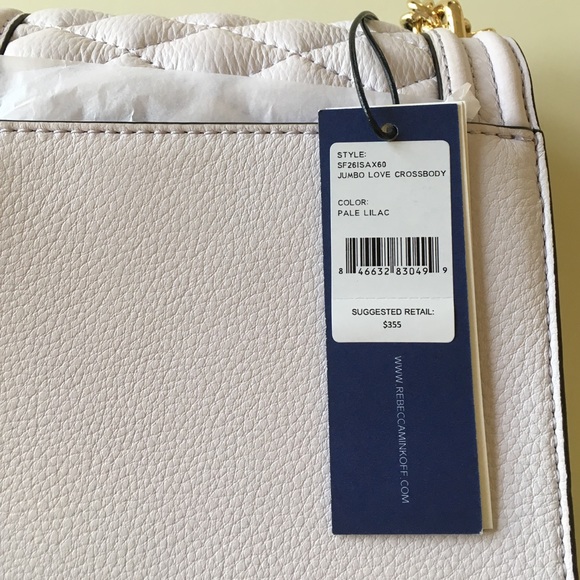 STYLE:
SF26ISAX60
JUMBO LOVE CROSSBODY
COLOR:
PALE LILAC
8 46632 83049 9
SUGGESTED RETAIL:
$355
WWW.REBECCAMINKOFF.COM